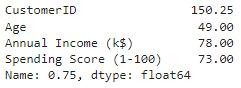 CustomerID 150.25
Age 49.00
Annual Income (k$) 78.00
Spending Score (1-100) 73.00
Name: 0.75, dtype: float64